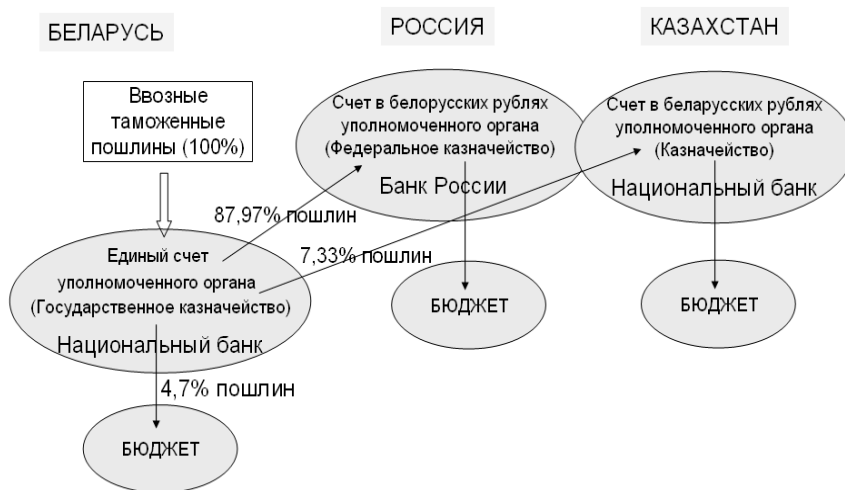 БЕЛАРУСЬ
РОССИЯ
КАЗАХСТАН
Ввозные
таможенные
пошлины (100%)
Счет в белорусских рублях
уполномоченного органа
(Федеральное казначейство)
Банк России
Счет в беларусских рублях
уполномоченного органа
(Казначейство)
Национальный банк
87,97% пошлин
7,33% пошлин
Единый счет
уполномоченного органа
(Государственное казначейство)
Национальный банк
БЮДЖЕТ
БЮДЖЕТ
4,7% пошлин
БЮДЖЕТ